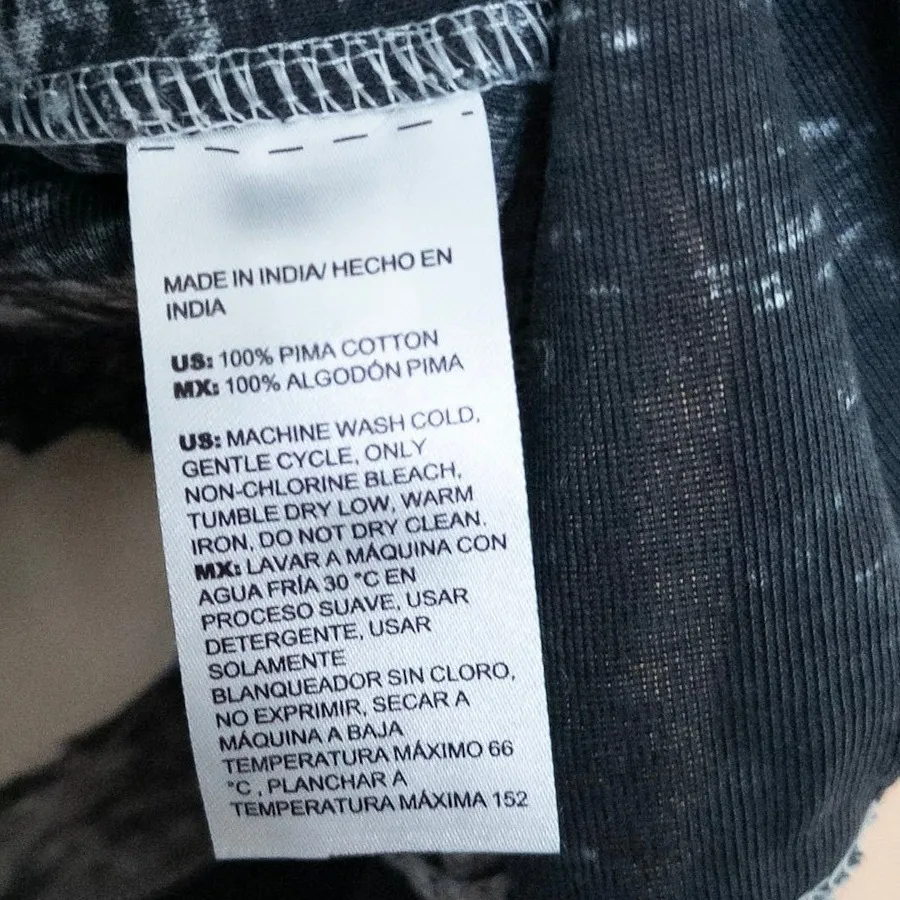 MADE IN INDIA/ HECHO EN
INDIA
US: 100% PIMA COTTON
MX: 100% ALGODÓN PIMA
US: MACHINE WASH COLD,
GENTLE CYCLE, ONLY
NON-CHLORINE BLEACH,
TUMBLE DRY LOW, WARM
IRON, DO NOT DRY CLEAN.
MX: LAVAR A MÁQUINA CON
AGUA FRÍA 30 °C EN
PROCESO SUAVE, USAR
DETERGENTE, USAR
SOLAMENTE
BLANQUEADOR SIN CLORO,
NO EXPRIMIR, SECAR A
MÁQUINA A BAJA
TEMPERATURA MÁXIMO 66
°C , PLANCHAR A
TEMPERATURA MÁXIMA 152